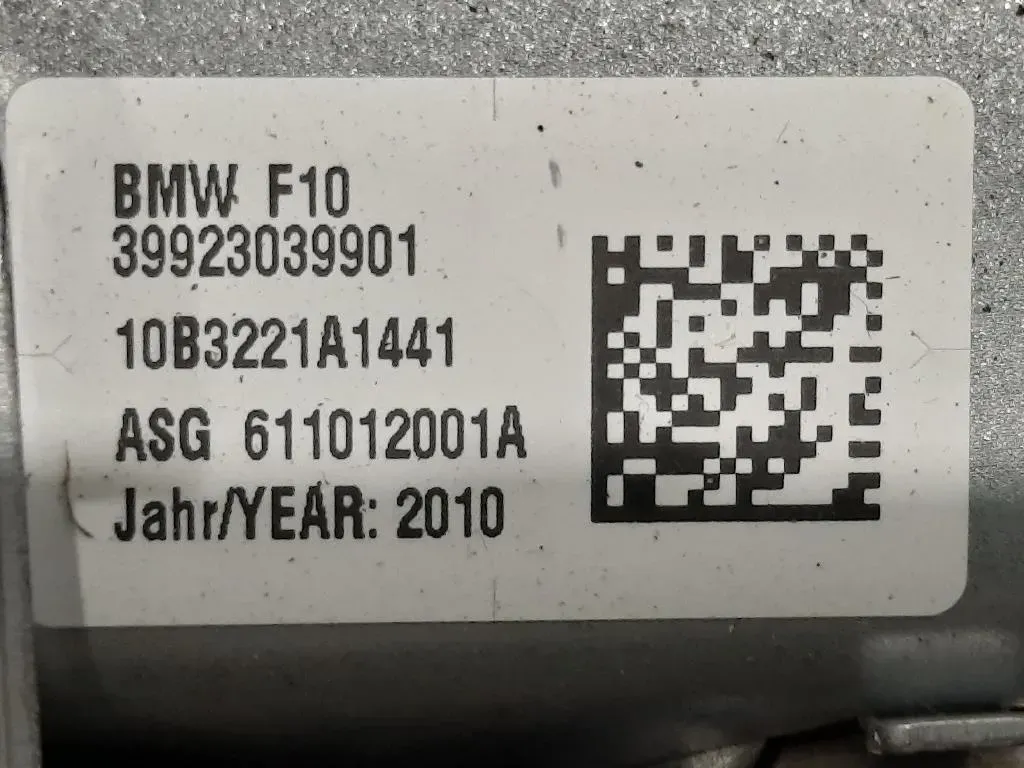 BMW F10
39923039901
10B3221A1441
ASG 611012001A
Jahr/YEAR: 2010